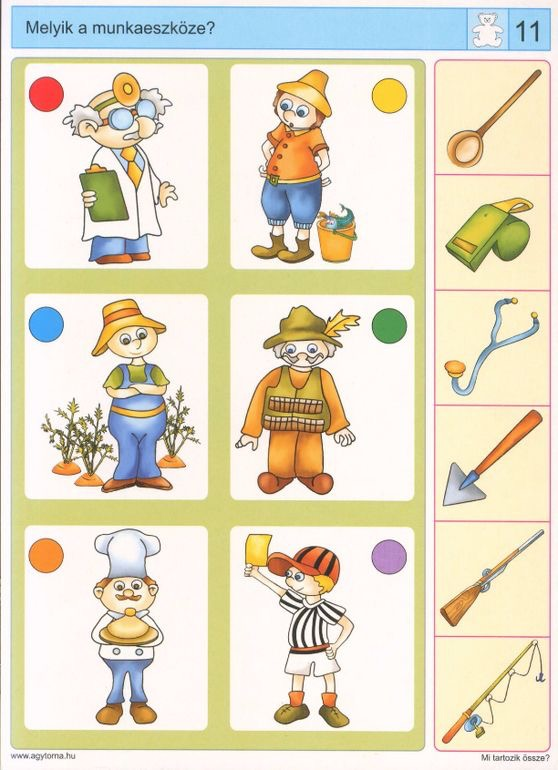 Melyik a munkaeszköze?
11
www.agytorna.hu
Mi tartozik össze?